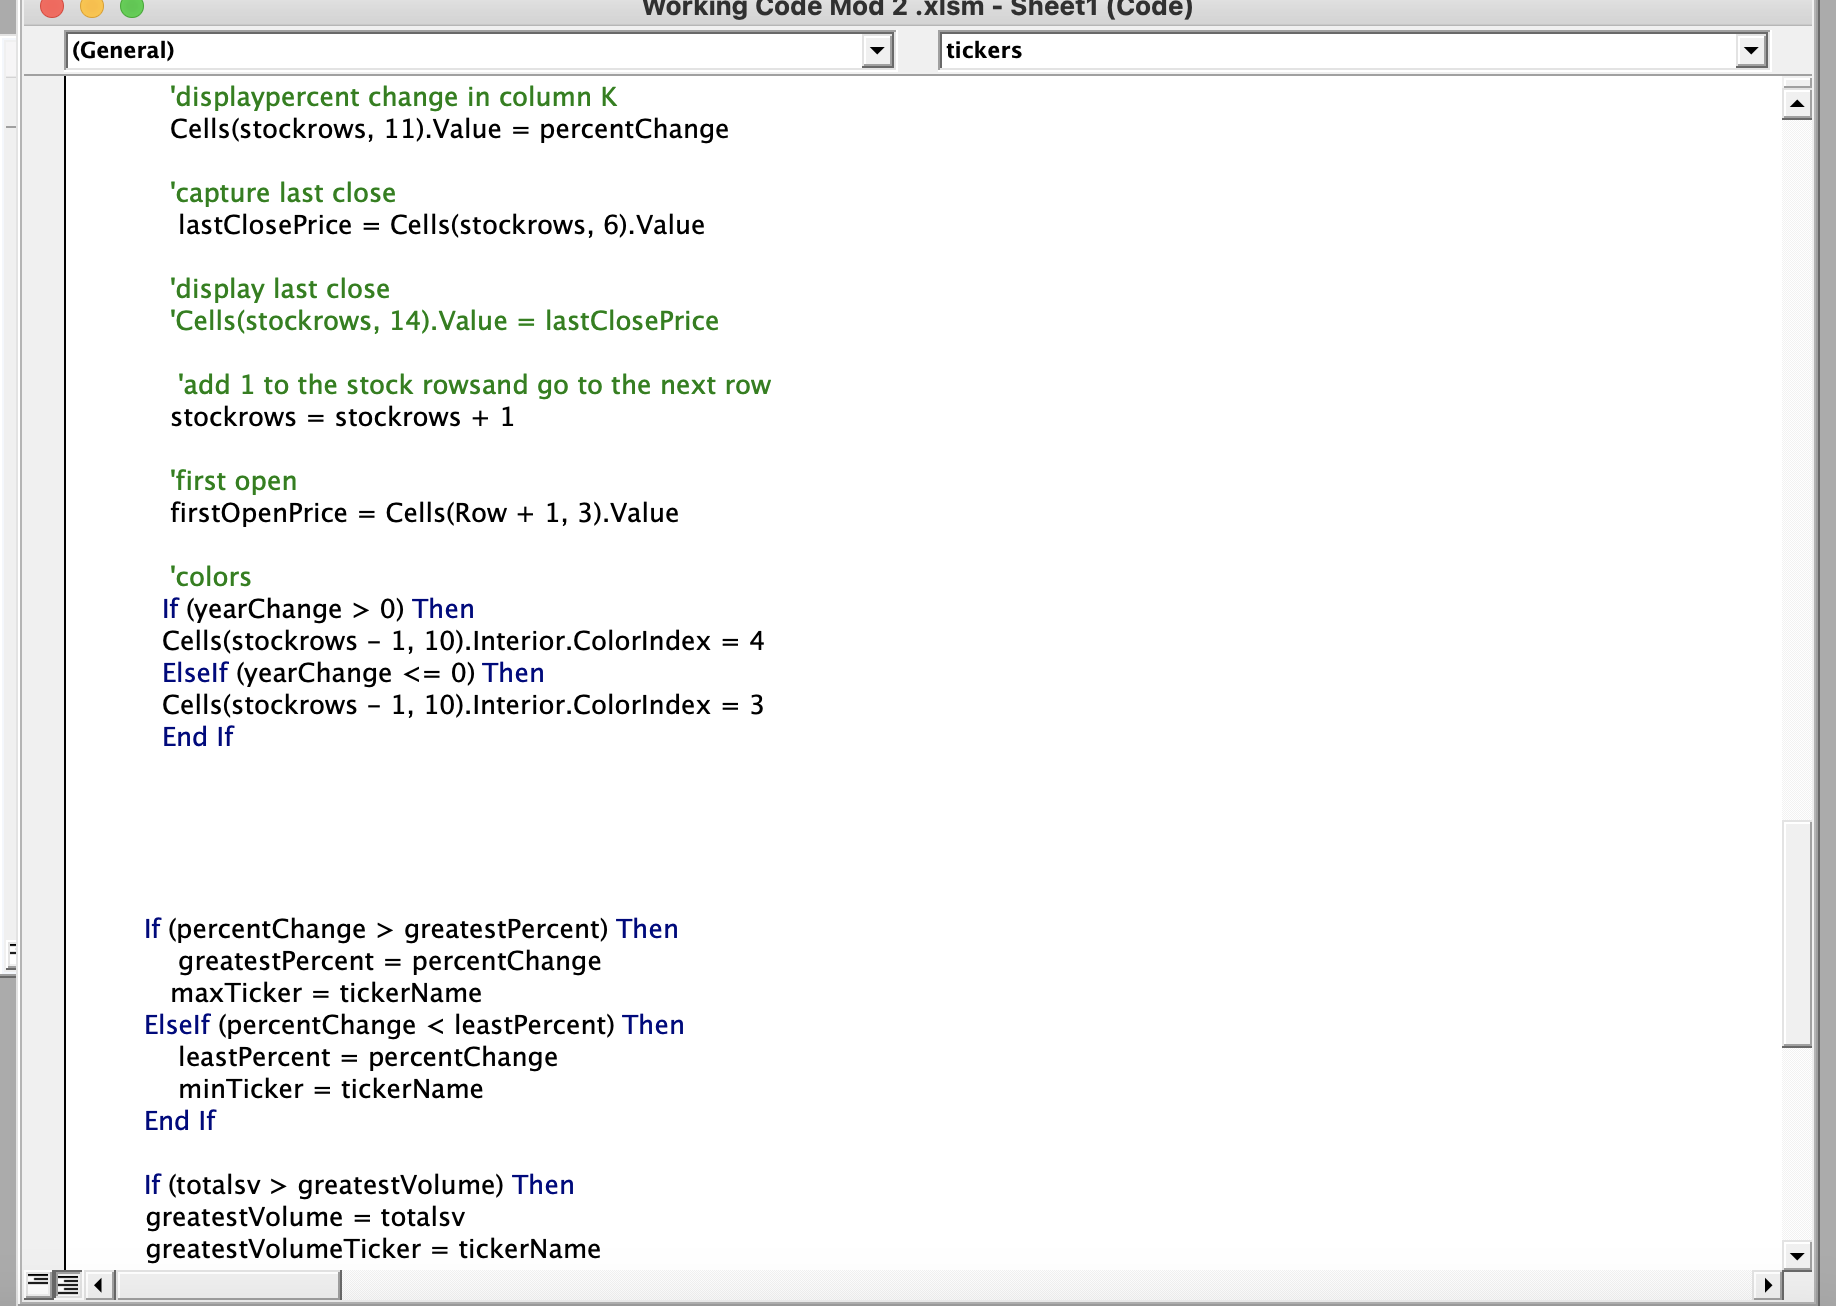 Working Code Mod 2 .xlsm - Sheet1 (Code)
(General)
tickers
'displaypercent change in column K
Cells(stockrows, 11).Value = percentChange
'capture last close
lastClosePrice = Cells(stockrows, 6).Value
'display last close
'Cells(stockrows, 14).Value = lastClosePrice
'add 1 to the stock rowsand go to the next row
stockrows = stockrows + 1
'first open
firstOpenPrice = Cells(Row + 1, 3).Value
'colors
If (yearChange > 0) Then
Cells(stockrows - 1, 10).Interior.ColorIndex = 4
ElseIf (yearChange <= 0) Then
Cells(stockrows - 1, 10).Interior.ColorIndex = 3
End If
If (percentChange > greatestPercent) Then
greatestPercent = percentChange
maxTicker = tickerName
ElseIf (percentChange < leastPercent) Then
leastPercent = percentChange
minTicker = tickerName
End If
If (totalsv > greatestVolume) Then
greatestVolume = totalsv
greatestVolumeTicker = tickerName